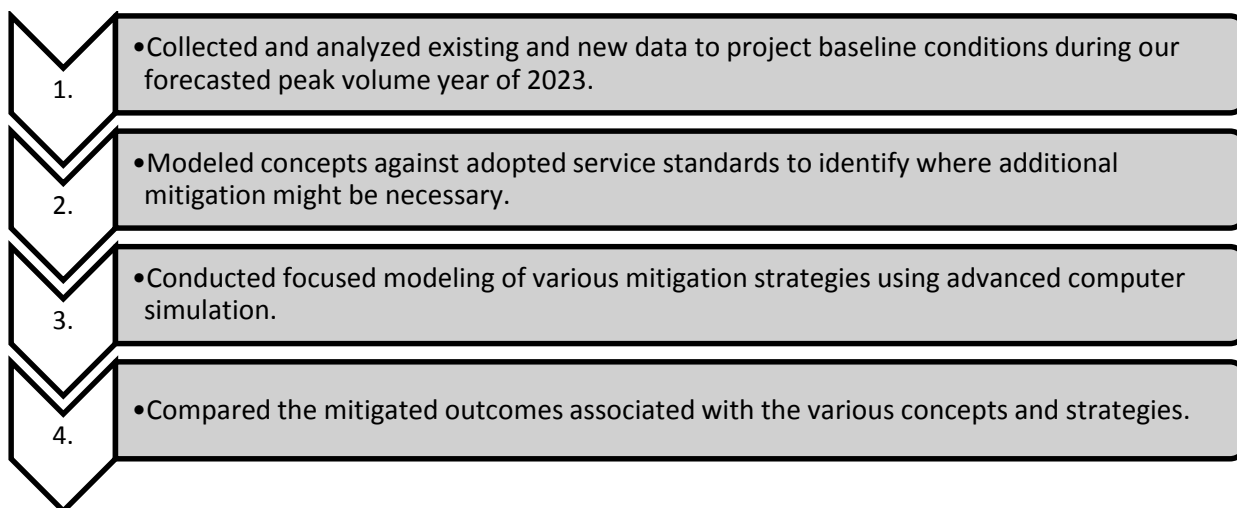 1.
•Collected and analyzed existing and new data to project baseline conditions during our
forecasted peak volume year of 2023.
2.
•Modeled concepts against adopted service standards to identify where additional
mitigation might be necessary.
3.
•Conducted focused modeling of various mitigation strategies using advanced computer
simulation.
4.
•Compared the mitigated outcomes associated with the various concepts and strategies.